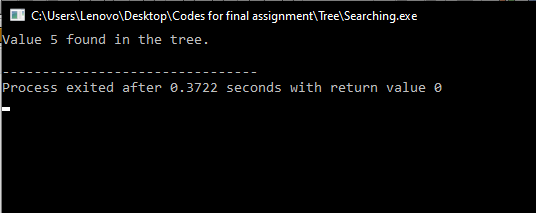 C:\Users\Lenovo\Desktop\Codes for final assignment\Tree\Searching.exe
Value 5 found in the tree.
--------------------------------
Process exited after 0.3722 seconds with return value 0